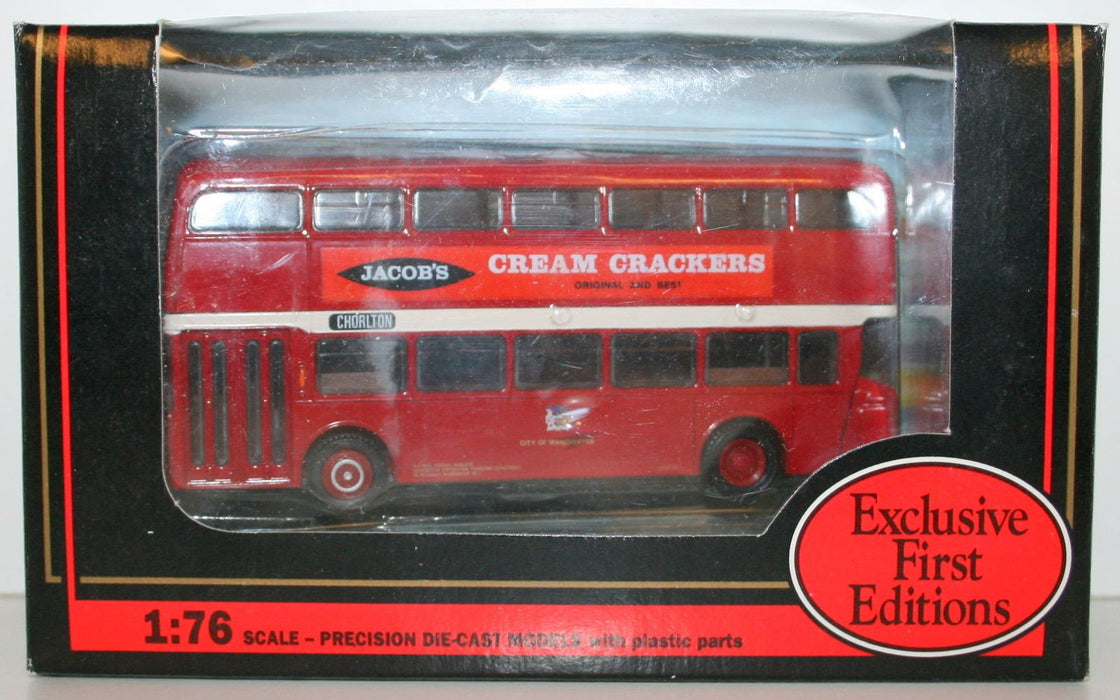 JACOB'S
CREAM CRACKERS
ORIGINAL AND BEST
CHORLTON
CITY OF MANCHESTER
Exclusive
First
Editions
1:76 SCALE – PRECISION DIE-CAST MODELS with plastic parts